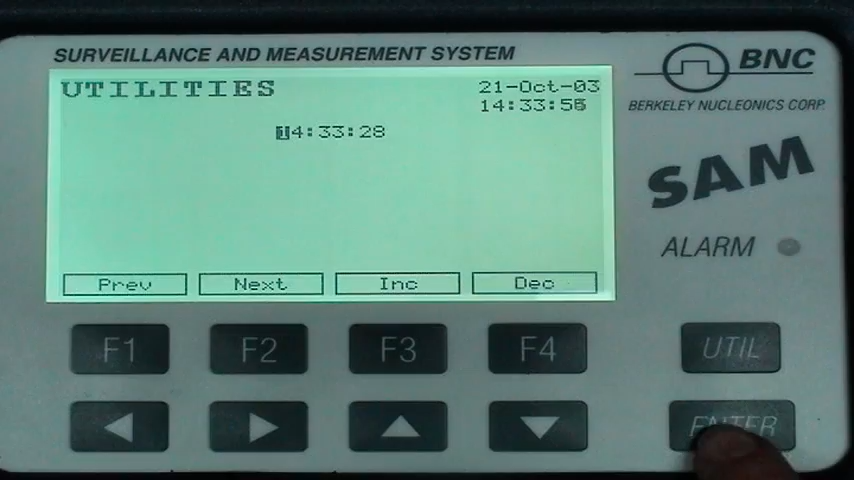 SURVEILLANCE AND MEASUREMENT SYSTEM
BNC
BERKELEY NUCLEONICS CORP.
UTILITIES
21-Oct-03
14:33:56
14:33:28
SAM
ALARM
Prev Next Inc Dec
F1 F2 F3 F4 UTIL
ENTER